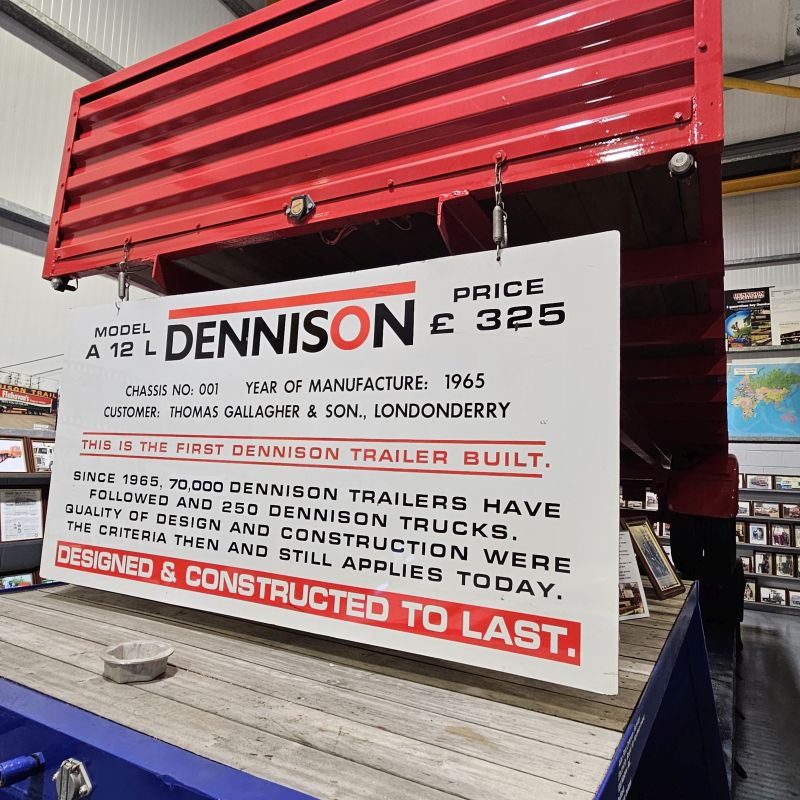 MODEL
A 12 L
DENNISON
PRICE
£ 325
CHASSIS NO: 001 YEAR OF MANUFACTURE: 1965
CUSTOMER: THOMAS GALLAGHER & SON., LONDONDERRY
THIS IS THE FIRST DENNISON TRAILER BUILT.
SINCE 1965, 70,000 DENNISON TRAILERS HAVE
FOLLOWED AND 250 DENNISON TRUCKS.
QUALITY OF DESIGN AND CONSTRUCTION WERE
THE CRITERIA THEN AND STILL APPLIES TODAY.
DESIGNED & CONSTRUCTED TO LAST.